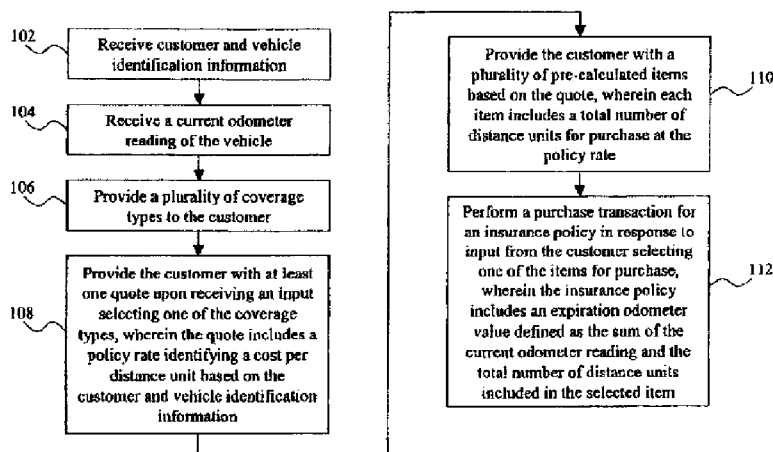 102
Receive customer and vehicle
identification information
104
Receive a current odometer
reading of the vehicle
106
Provide a plurality of coverage
types to the customer
108
Provide the customer with at least
one quote upon receiving an input
selecting one of the coverage
types, wherein the quote includes a
policy rate identifying a cost per
distance unit based on the
customer and vehicle identification
information
Provide the customer with a
plurality of pre-calculated items
based on the quote, wherein each
item includes a total number of
distance units for purchase at the
policy rate
110
Perform a purchase transaction for
an insurance policy in response to
input from the customer selecting
one of the items for purchase,
wherein the insurance policy
includes an expiration odometer
value defined as the sum of the
current odometer reading and the
total number of distance units
included in the selected item
112